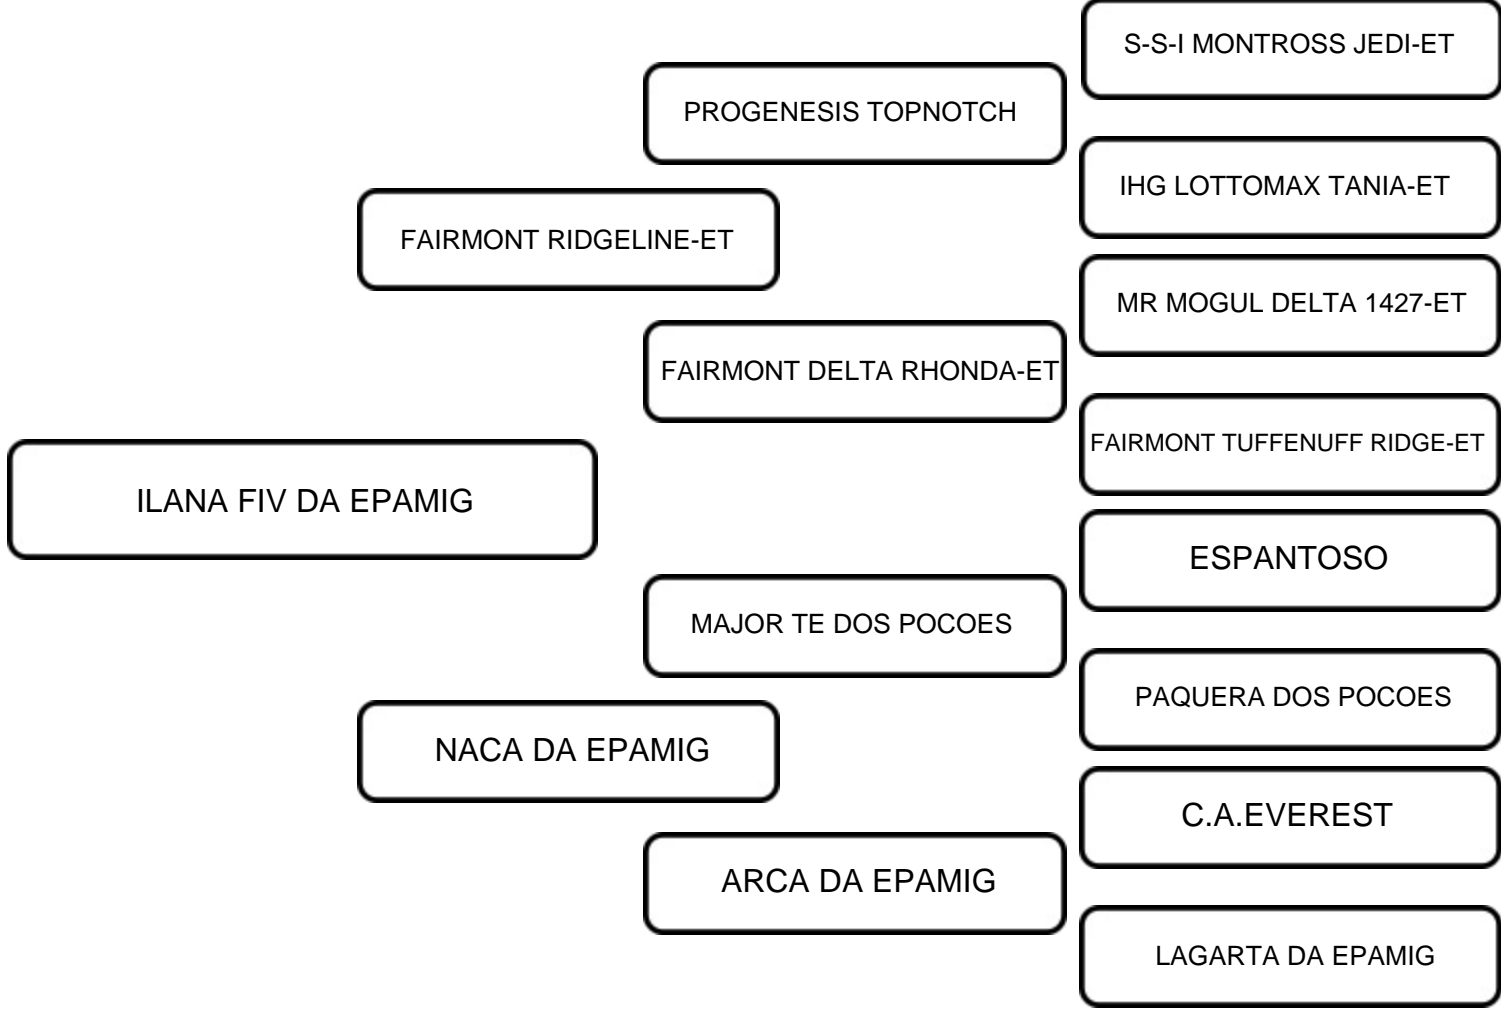 S-S-I MONTROSS JEDI-ET
PROGENESIS TOPNOTCH
IHG LOTTOMAX TANIA-ET
FAIRMONT RIDGELINE-ET
MR MOGUL DELTA 1427-ET
FAIRMONT DELTA RHONDA-ET
FAIRMONT TUFFENUFF RIDGE-ET
ILANA FIV DA EPAMIG
ESPANTOSO
MAJOR TE DOS POCOES
PAQUERA DOS POCOES
NACA DA EPAMIG
C.A.EVEREST
ARCA DA EPAMIG
LAGARTA DA EPAMIG